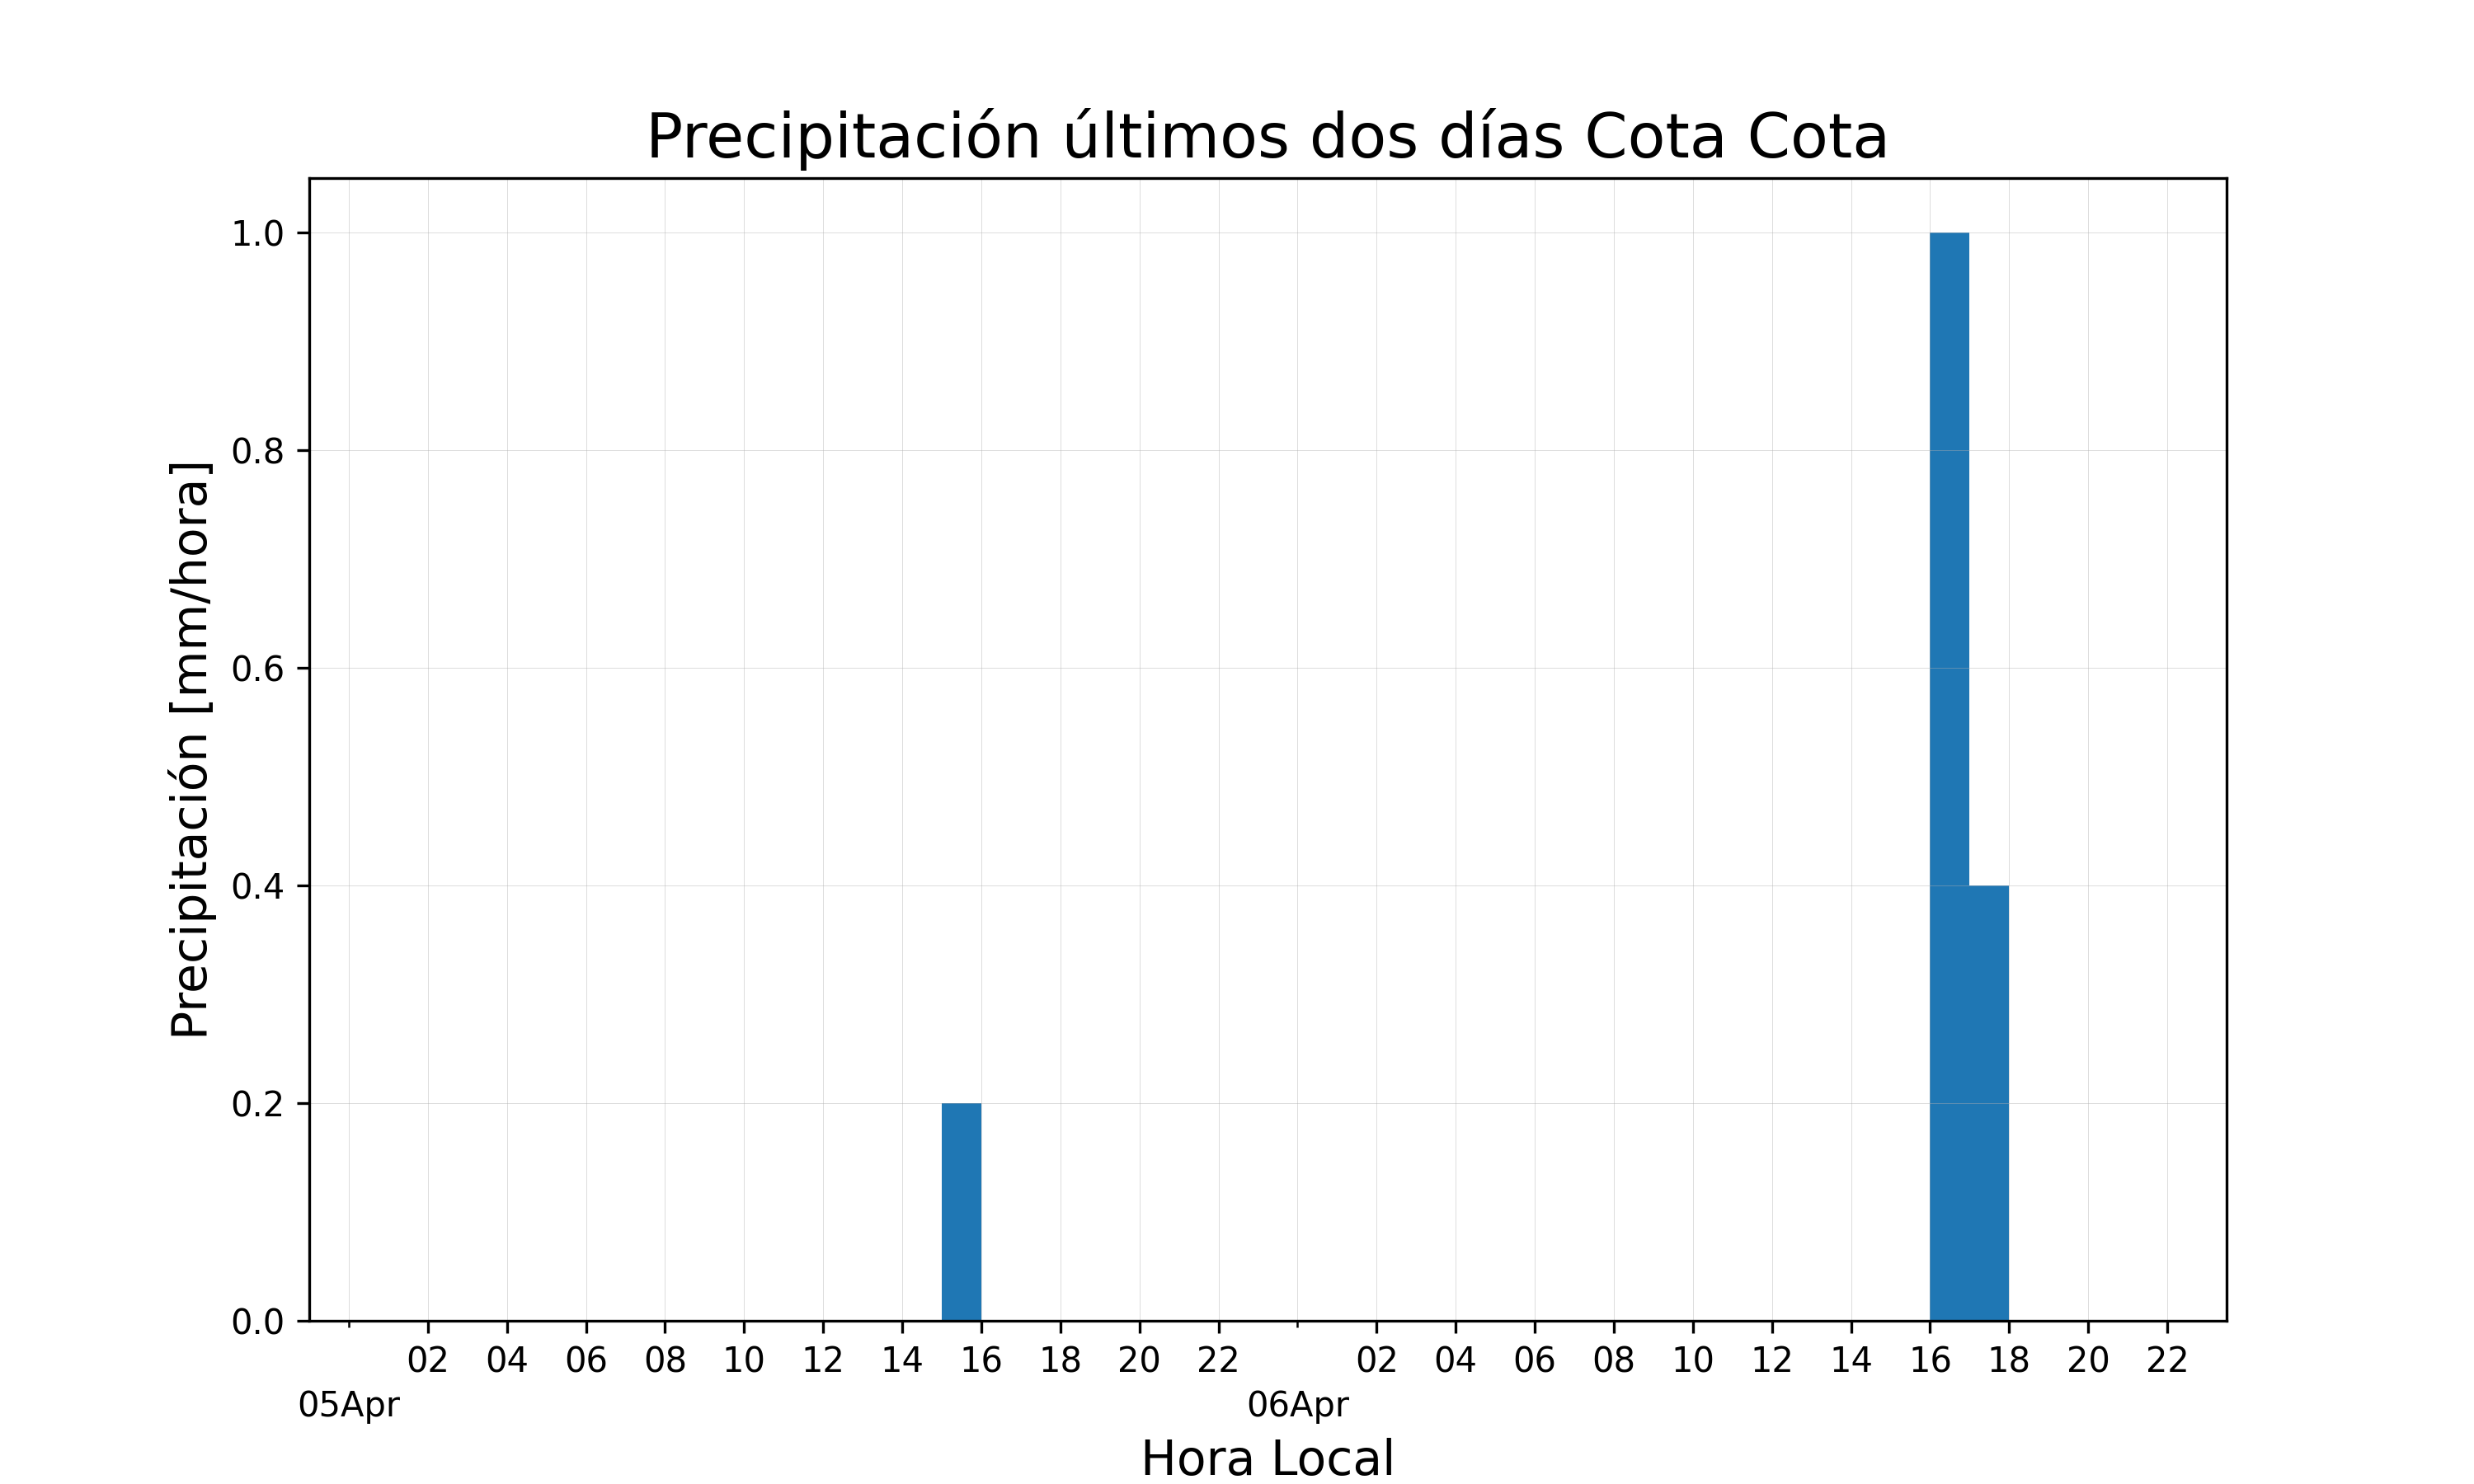 Precipitación últimos dos días Cota Cota
Precipitación [mm/hora]
1.0
0.8
0.6
0.4
0.2
0.0
02 04 06 08 10 12 14 16 18 20 22 02 04 06 08 10 12 14 16 18 20 22
05Apr 06Apr
Hora Local